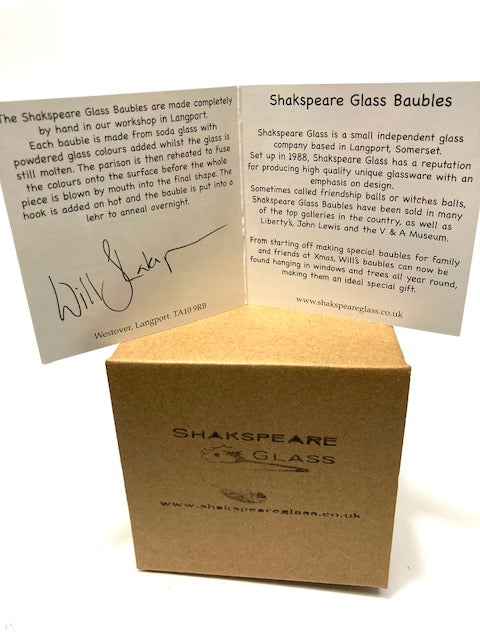 The Shakspeare Glass Baubles are made completely
by hand in our workshop in Langport.
Each bauble is made from soda glass with
powdered glass colours added whilst the glass is
still molten. The parison is then reheated to fuse
the colours onto the surface before the whole
piece is blown by mouth into the final shape. The
hook is added on hot and the bauble is put into a
lehr to anneal overnight.
Will Shakspeare
Westover, Langport, TA10 9RB
Shakspeare Glass Baubles
Shakspeare Glass is a small independent glass
company based in Langport, Somerset.
Set up in 1988, Shakspeare Glass has a reputation
for producing high quality unique glassware with an
emphasis on design.
Sometimes called friendship balls or witches balls,
Shakspeare Glass Baubles have been sold in many
of the top galleries in the country, as well as
Liberty's, John Lewis and the V & A Museum.
From starting off making special baubles for family
and friends at Xmas, Will's baubles can now be
found hanging in windows and trees all year round,
making them an ideal special gift.
www.shakspeareglass.co.uk
SHAKSPEARE
GLASS
www.shakspeareglass.co.uk